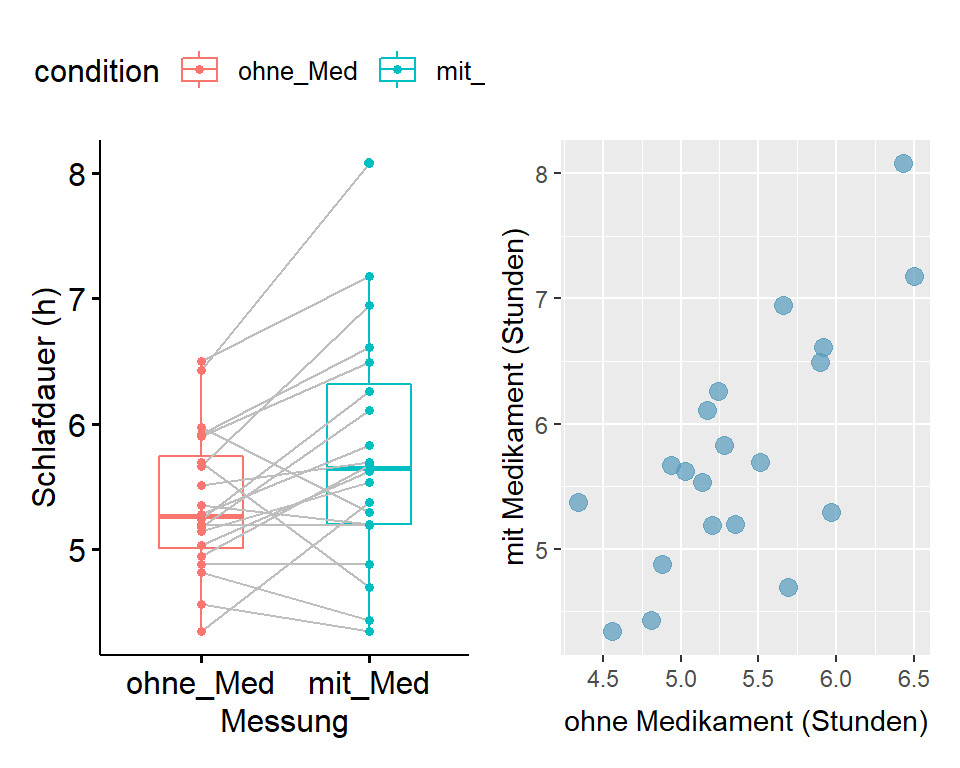 condition ohne_Med mit_
Schlafdauer (h)
8
7
6
5
ohne_Med mit_Med
Messung
mit Medikament (Stunden)
8
7
6
5
4.5 5.0 5.5 6.0 6.5
ohne Medikament (Stunden)